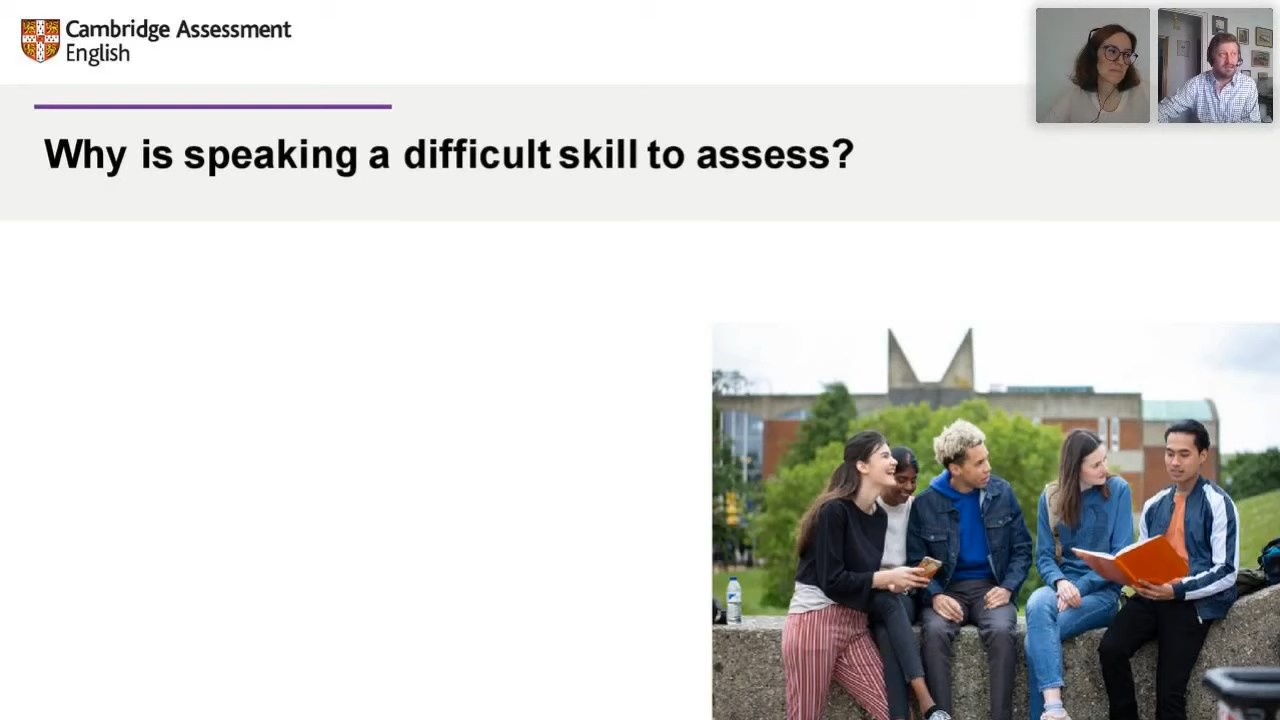 Cambridge Assessment
English
Why is speaking a difficult skill to assess?